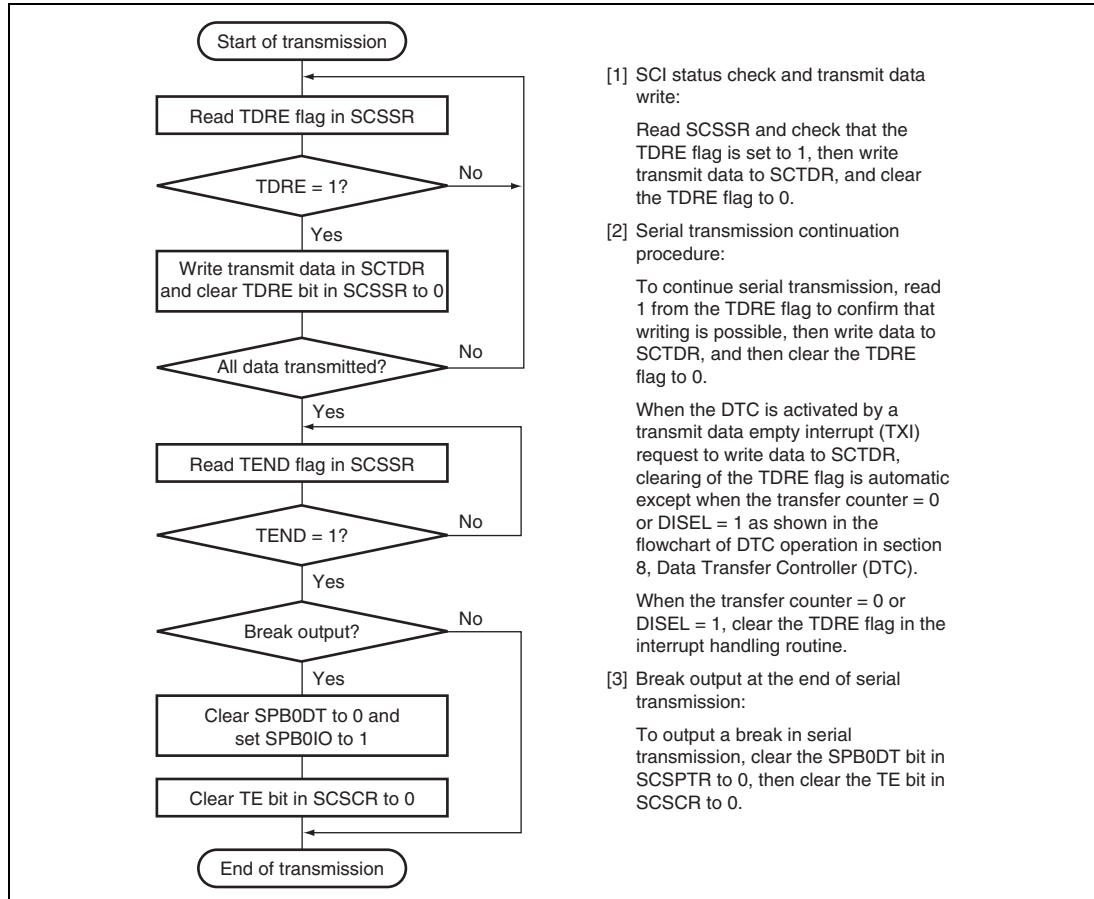 Start of transmission
Read TDRE flag in SCSSR
TDRE = 1?
No
Yes
Write transmit data in SCTDR
and clear TDRE bit in SCSSR to 0
All data transmitted?
No
Yes
Read TEND flag in SCSSR
TEND = 1?
No
Yes
Break output?
No
Yes
Clear SPB0DT to 0 and
set SPB0IO to 1
Clear TE bit in SCSCR to 0
End of transmission
[1] SCI status check and transmit data
write:
Read SCSSR and check that the
TDRE flag is set to 1, then write
transmit data to SCTDR, and clear
the TDRE flag to 0.
[2] Serial transmission continuation
procedure:
To continue serial transmission, read
1 from the TDRE flag to confirm that
writing is possible, then write data to
SCTDR, and then clear the TDRE
flag to 0.
When the DTC is activated by a
transmit data empty interrupt (TXI)
request to write data to SCTDR,
clearing of the TDRE flag is automatic
except when the transfer counter = 0
or DISEL = 1 as shown in the
flowchart of DTC operation in section
8, Data Transfer Controller (DTC).
When the transfer counter = 0 or
DISEL = 1, clear the TDRE flag in the
interrupt handling routine.
[3] Break output at the end of serial
transmission:
To output a break in serial
transmission, clear the SPB0DT bit in
SCSPTR to 0, then clear the TE bit in
SCSCR to 0.